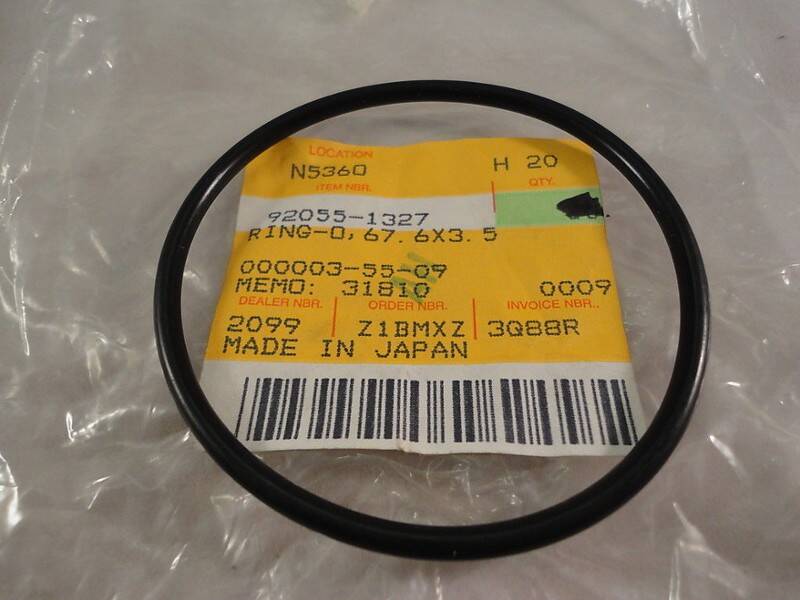 LOCATION
N5360 H 20
ITEM NBR. QTY.
92055-1327
RING-O, 67.6X3.5
000003-55-09
MEMO: 31810 0009
DEALER NBR. ORDER NBR. INVOICE NBR..
2099 Z1BMXZ 3Q88R
MADE IN JAPAN